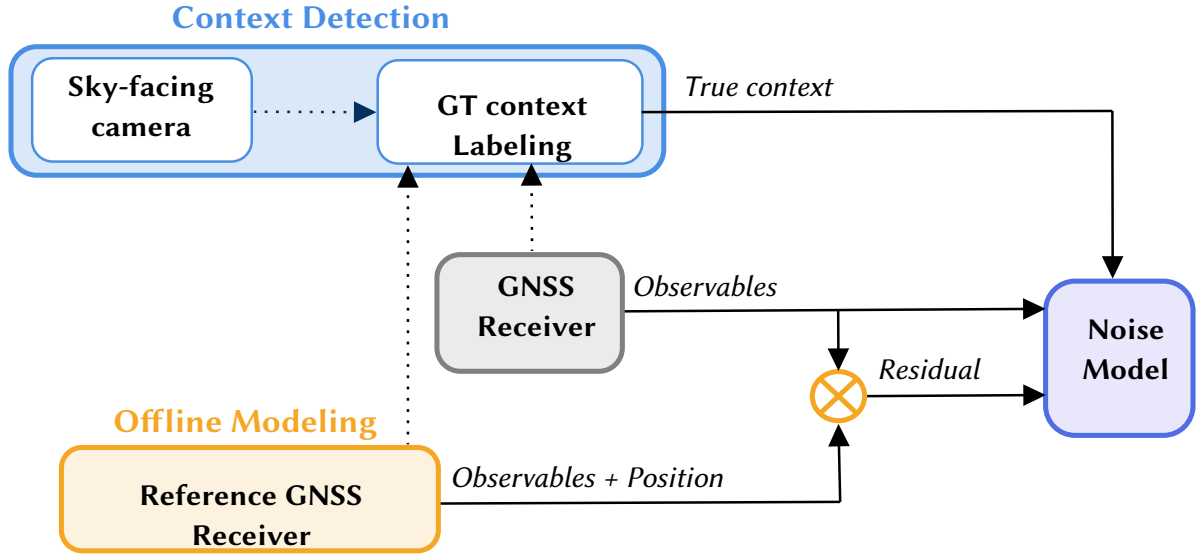 Context Detection
Sky-facing
camera
GT context
Labeling
True context
GNSS
Receiver
Observables
Noise
Model
Residual
Offline Modeling
Reference GNSS
Receiver
Observables + Position